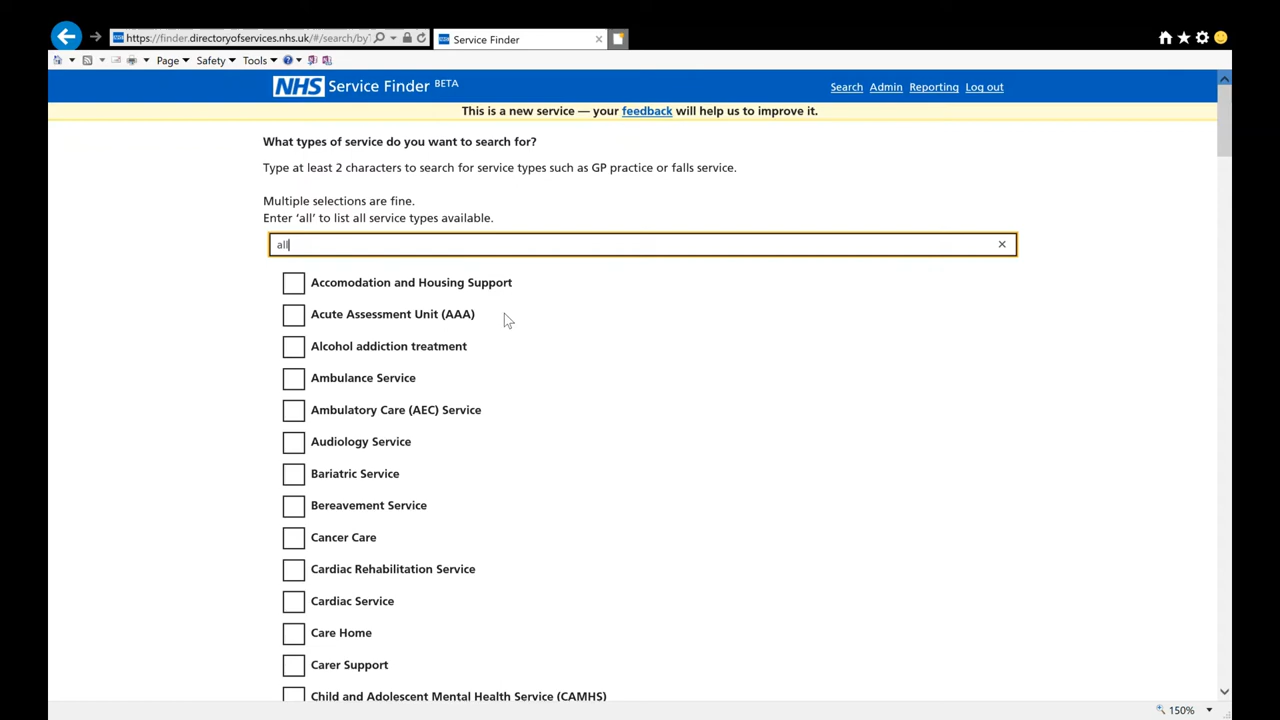 https://finder.directoryofservices.nhs.uk/#/search/by
Service Finder
Page Safety Tools
NHS Service Finder BETA
Search Admin Reporting Log out
This is a new service — your feedback will help us to improve it.
What types of service do you want to search for?
Type at least 2 characters to search for service types such as GP practice or falls service.
Multiple selections are fine.
Enter ‘all’ to list all service types available.
all
Accomodation and Housing Support
Acute Assessment Unit (AAA)
Alcohol addiction treatment
Ambulance Service
Ambulatory Care (AEC) Service
Audiology Service
Bariatric Service
Bereavement Service
Cancer Care
Cardiac Rehabilitation Service
Cardiac Service
Care Home
Carer Support
Child and Adolescent Mental Health Service (CAMHS)
150%